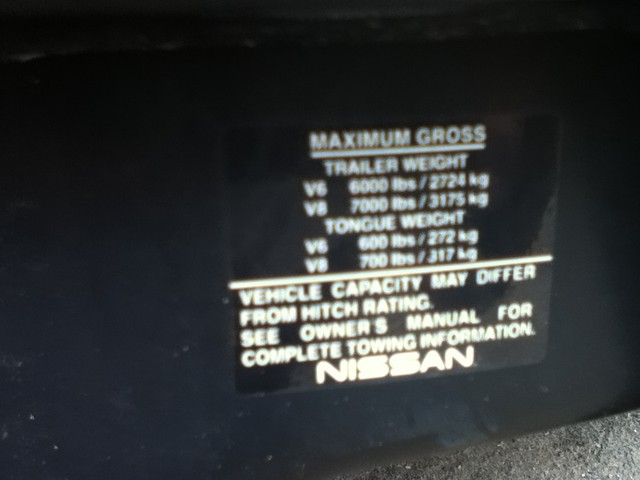 MAXIMUM GROSS
TRAILER WEIGHT
V6 6000 lbs / 2724 kg
V8 7000 lbs / 3175 kg
TONGUE WEIGHT
V6 600 lbs / 272 kg
V8 700 lbs / 317 kg
VEHICLE CAPACITY MAY DIFFER
FROM HITCH RATING.
SEE OWNER'S MANUAL FOR
COMPLETE TOWING INFORMATION.
NISSAN